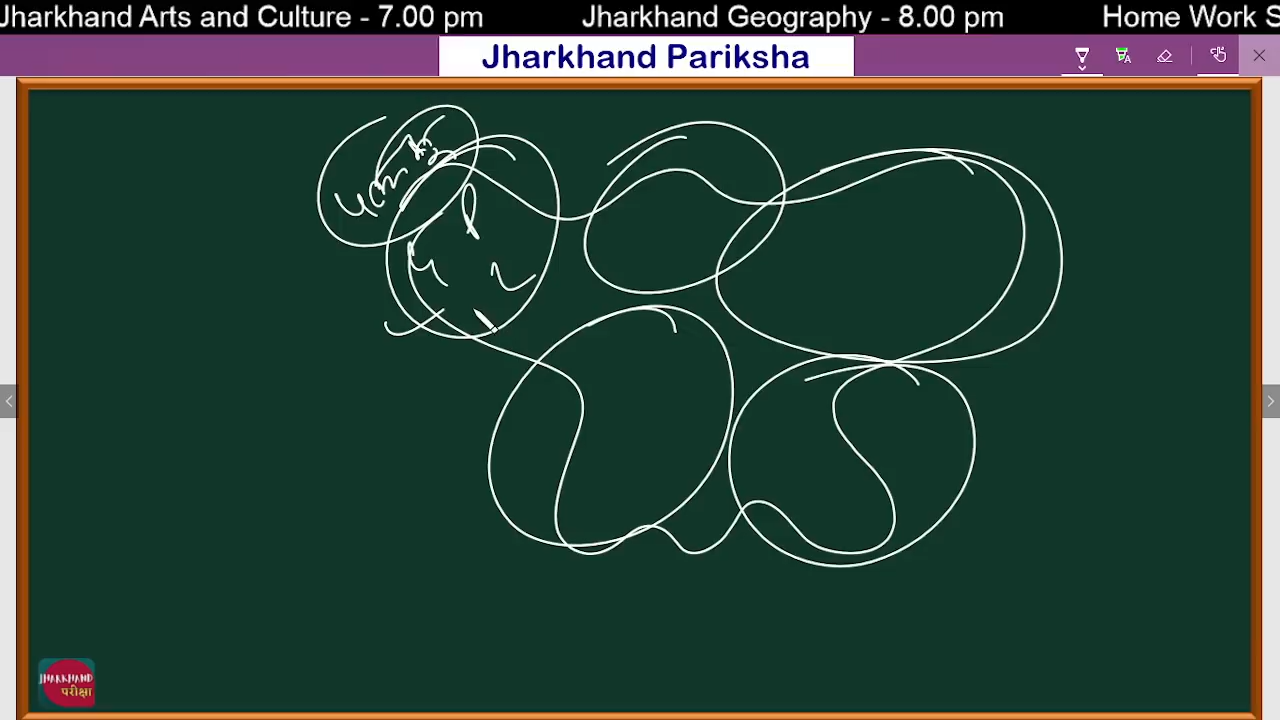 Jharkhand Arts and Culture - 7.00 pm Jharkhand Geography - 8.00 pm Home Work S
Jharkhand Pariksha
JHARKHAND
परीक्षा